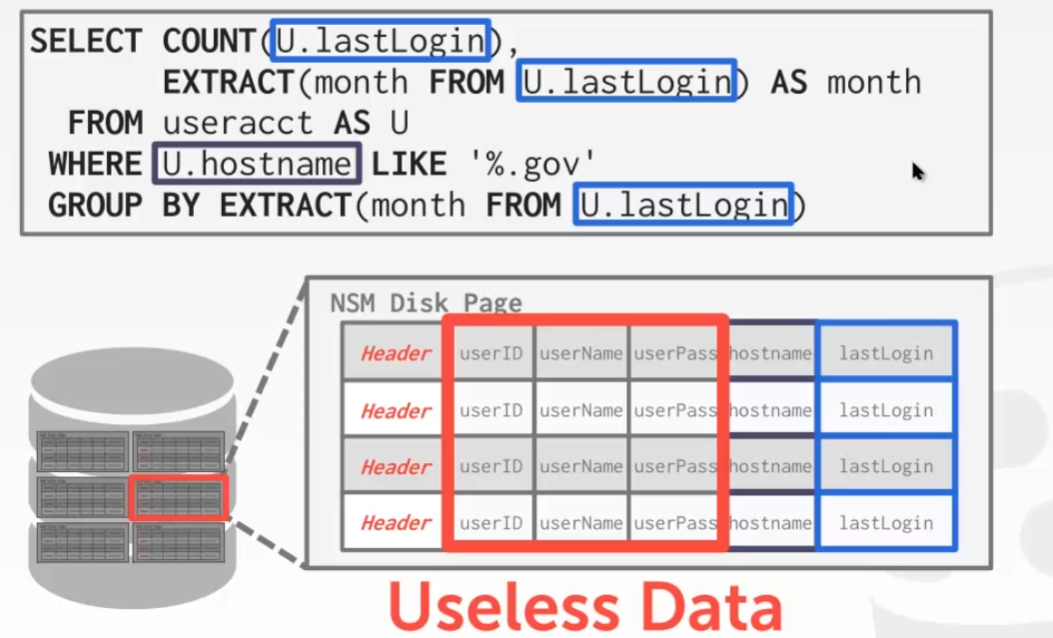 SELECT COUNT(U.lastLogin),
EXTRACT(month FROM U.lastLogin) AS month
FROM useracct AS U
WHERE U.hostname LIKE '%.gov'
GROUP BY EXTRACT(month FROM U.lastLogin)
NSM Disk Page
Header userID userName userPass hostname lastLogin
Header userID userName userPass hostname lastLogin
Header userID userName userPass hostname lastLogin
Header userID userName userPass hostname lastLogin
Useless Data